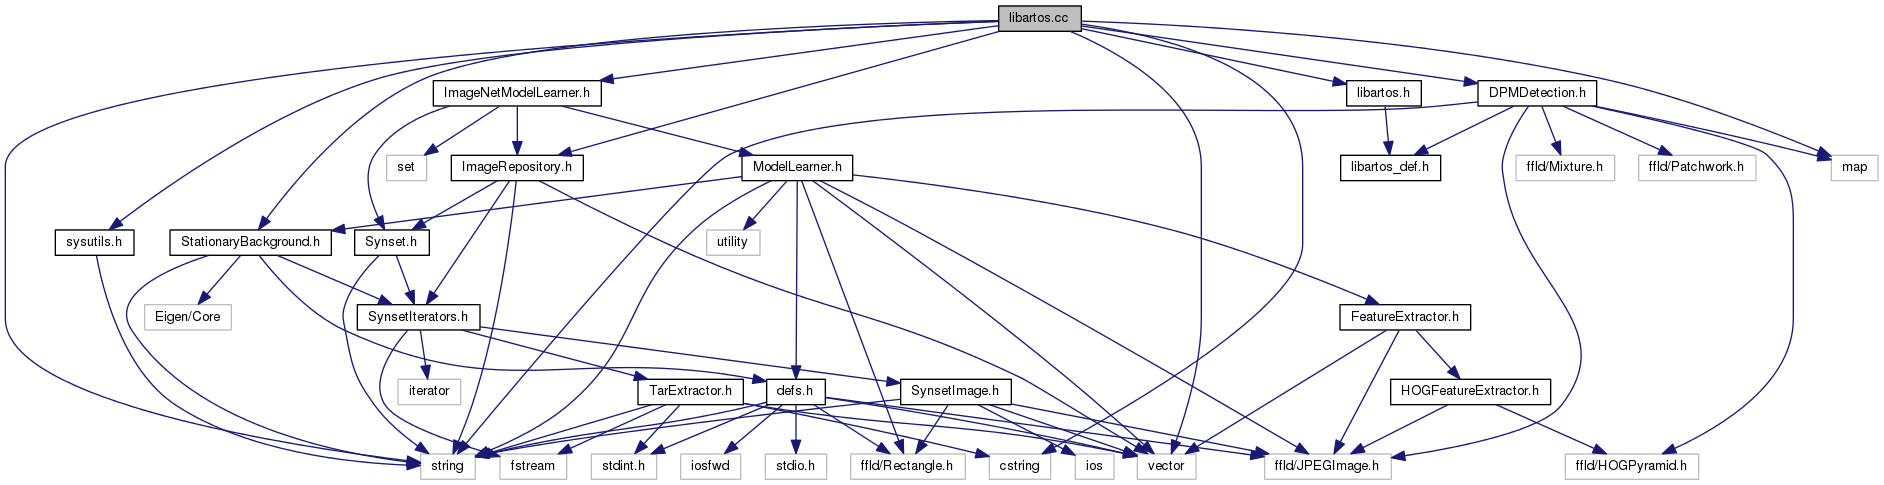 libartos.cc
ImageNetModelLearner.h
libartos.h
DPMDetection.h
set
ImageRepository.h
ModelLearner.h
libartos_def.h
ffld/Mixture.h
ffld/Patchwork.h
map
sysutils.h
StationaryBackground.h
Synset.h
utility
Eigen/Core
SynsetIterators.h
FeatureExtractor.h
iterator
TarExtractor.h
defs.h
SynsetImage.h
HOGFeatureExtractor.h
string
fstream
stdint.h
iosfwd
stdio.h
ffld/Rectangle.h
cstring
ios
vector
ffld/JPEGImage.h
ffld/HOGPyramid.h